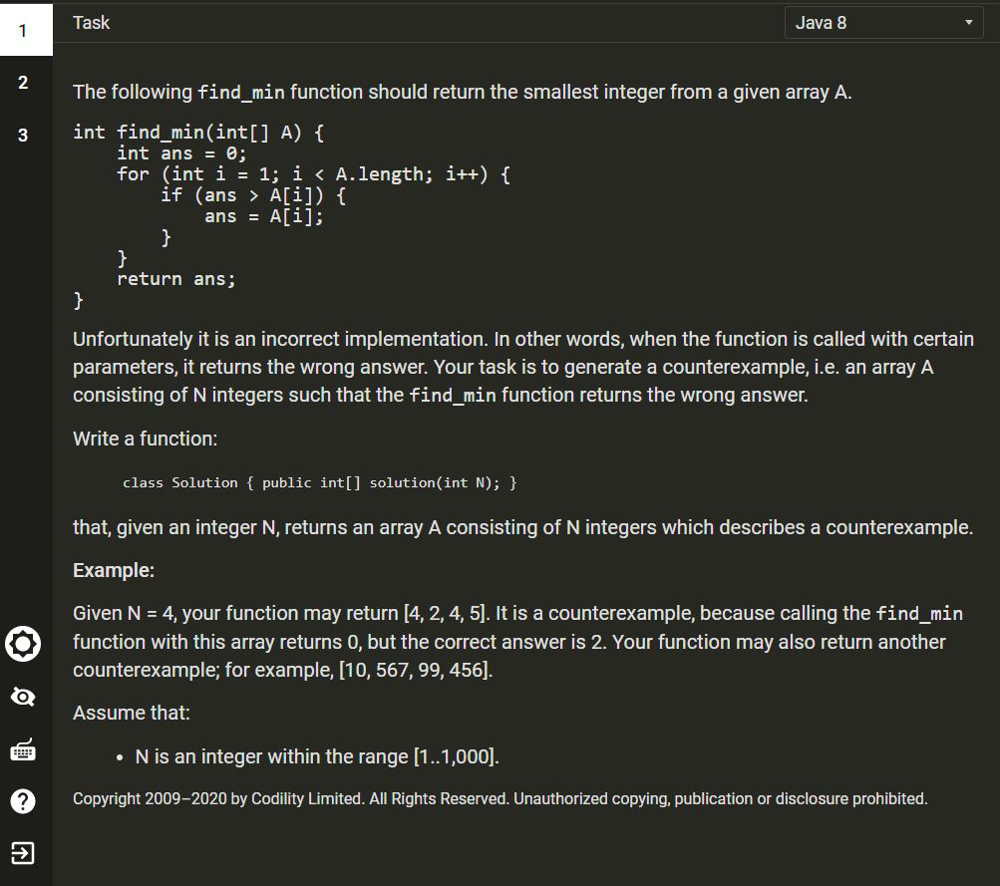 1
Task
Java 8
2
The following find_min function should return the smallest integer from a given array A.
3
int find_min(int[] A) {
    int ans = 0;
    for (int i = 1; i < A.length; i++) {
        if (ans > A[i]) {
            ans = A[i];
        }
    }
    return ans;
}
Unfortunately it is an incorrect implementation. In other words, when the function is called with certain
parameters, it returns the wrong answer. Your task is to generate a counterexample, i.e. an array A
consisting of N integers such that the find_min function returns the wrong answer.
Write a function:
class Solution { public int[] solution(int N); }
that, given an integer N, returns an array A consisting of N integers which describes a counterexample.
Example:
Given N = 4, your function may return [4, 2, 4, 5]. It is a counterexample, because calling the find_min
function with this array returns 0, but the correct answer is 2. Your function may also return another
counterexample; for example, [10, 567, 99, 456].
Assume that:
• N is an integer within the range [1..1,000].
Copyright 2009–2020 by Codility Limited. All Rights Reserved. Unauthorized copying, publication or disclosure prohibited.